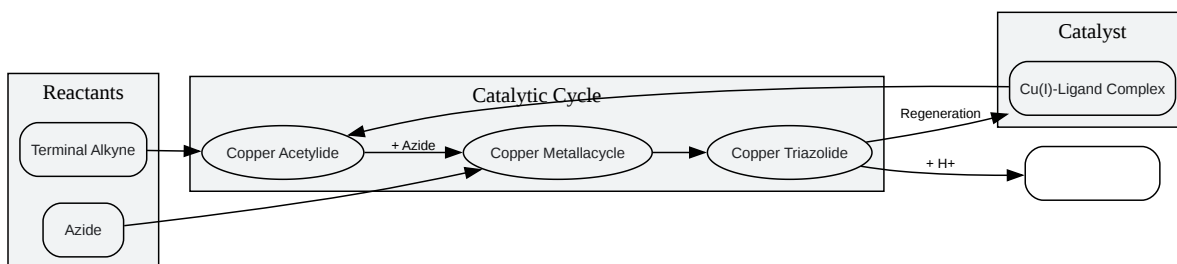 Reactants
Terminal Alkyne
Azide
Catalytic Cycle
Copper Acetylide
+ Azide
Copper Metallacycle
Copper Triazolide
Regeneration
+ H+
Catalyst
Cu(I)-Ligand Complex